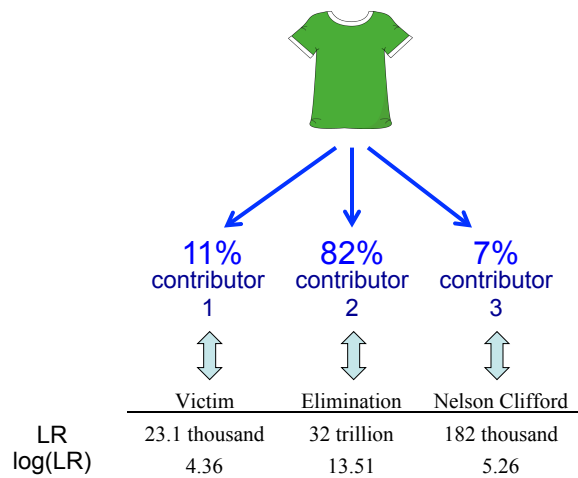 11% 82% 7%
contributor contributor contributor
1 2 3
Victim Elimination Nelson Clifford
LR 23.1 thousand 32 trillion 182 thousand
log(LR) 4.36 13.51 5.26